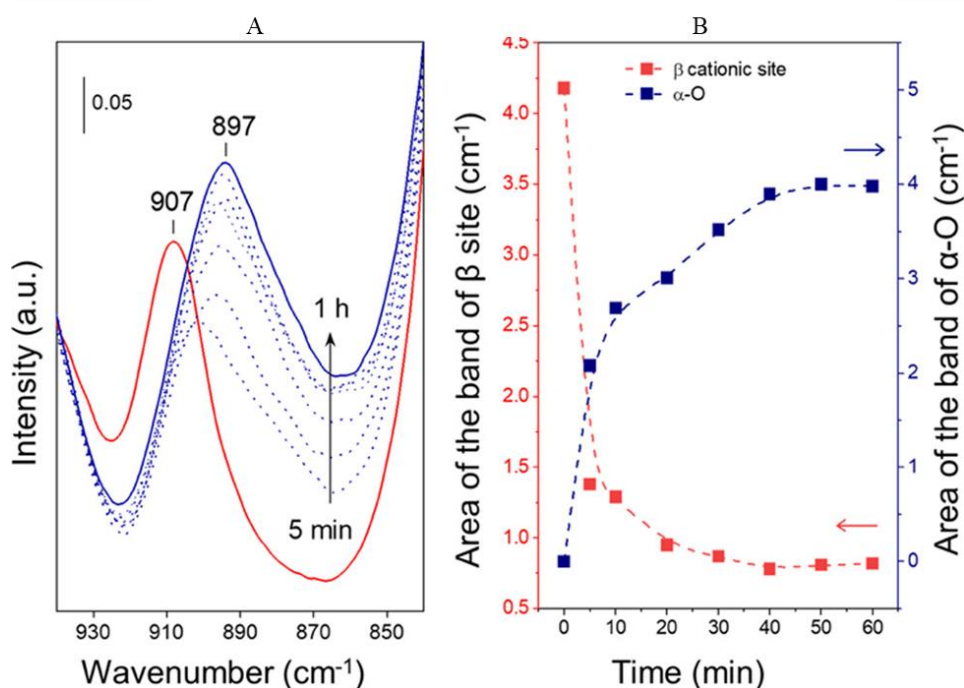 A
0.05
897
907
1 h
5 min
Intensity (a.u.)
930
910
890
870
850
Wavenumber (cm-1)
B
β cationic site
α-O
Area of the band of β site (cm-1)
4.5
4.0
3.5
3.0
2.5
2.0
1.5
1.0
0.5
0
10
20
30
40
50
60
Time (min)
5
4
3
2
1
0
Area of the band of α-O (cm-1)